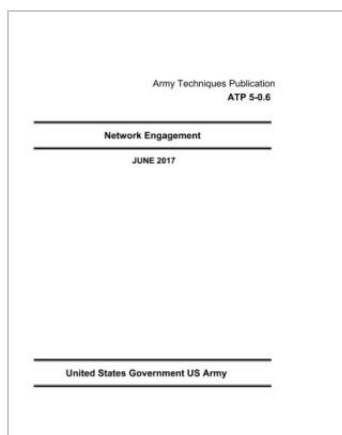 Army Techniques Publication
ATP 5-0.6
Network Engagement
JUNE 2017
United States Government US Army